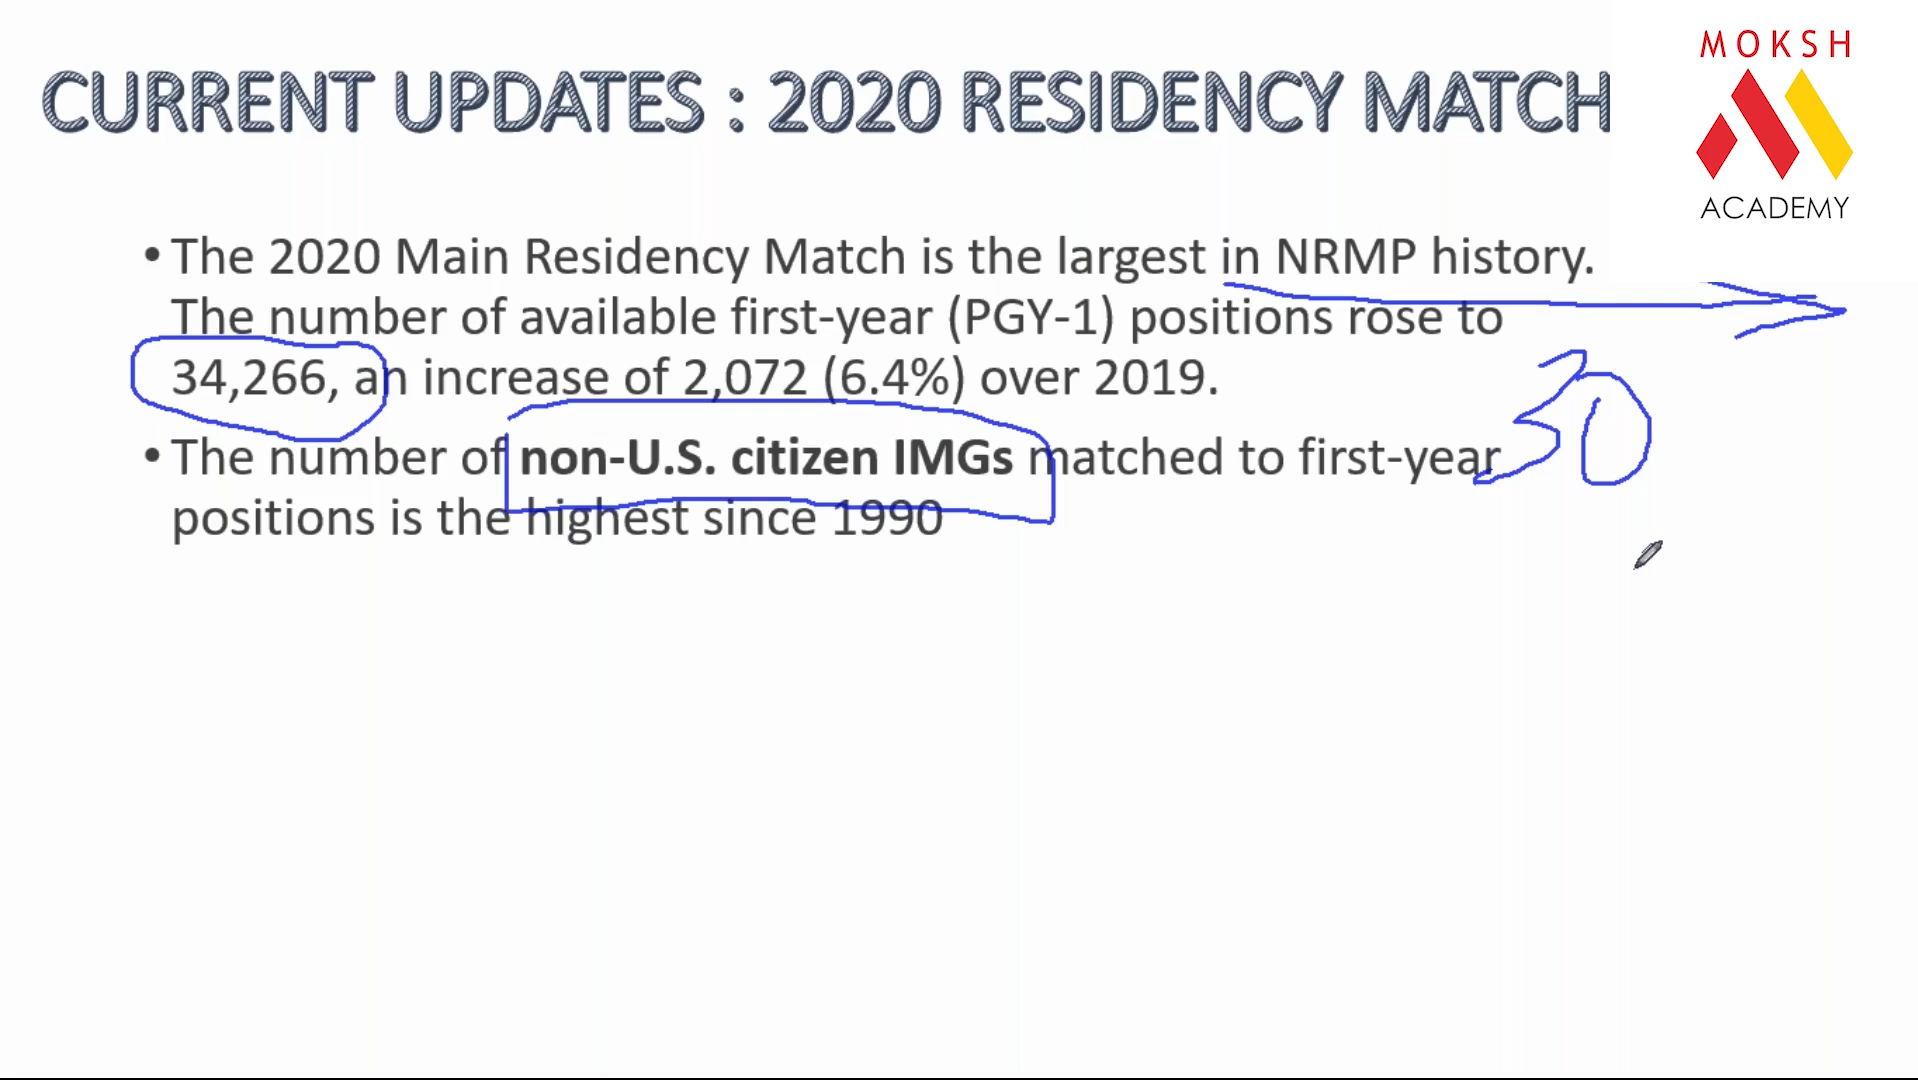 MOKSH
ACADEMY
CURRENT UPDATES : 2020 RESIDENCY MATCH
• The 2020 Main Residency Match is the largest in NRMP history.
The number of available first-year (PGY-1) positions rose to
34,266, an increase of 2,072 (6.4%) over 2019.
• The number of non-U.S. citizen IMGs matched to first-year
positions is the highest since 1990
30